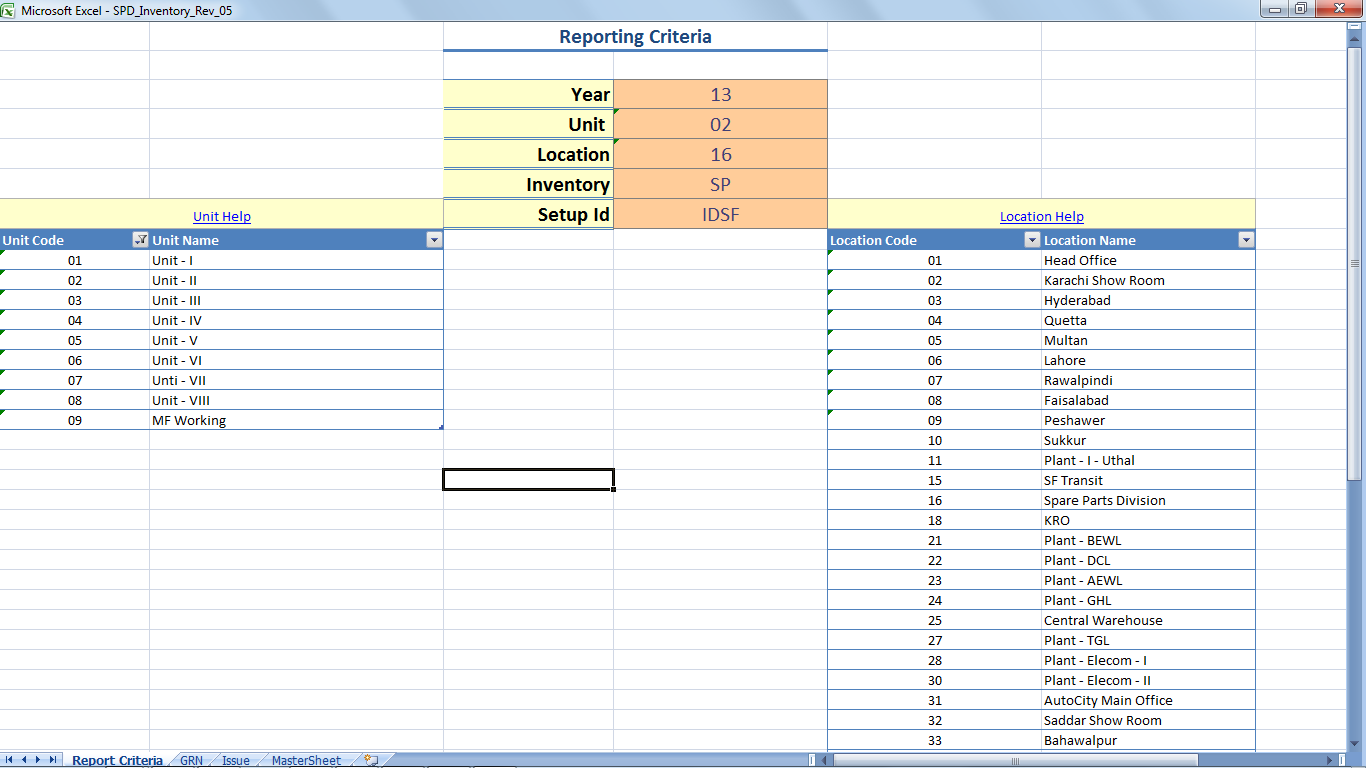 Microsoft Excel - SPD_Inventory_Rev_05
Reporting Criteria
Year 13
Unit 02
Location 16
Inventory SP
Setup Id IDSF
Unit Help
Unit Code Unit Name
01 Unit - I
02 Unit - II
03 Unit - III
04 Unit - IV
05 Unit - V
06 Unit - VI
07 Unti - VII
08 Unit - VIII
09 MF Working
Location Help
Location Code Location Name
01 Head Office
02 Karachi Show Room
03 Hyderabad
04 Quetta
05 Multan
06 Lahore
07 Rawalpindi
08 Faisalabad
09 Peshawer
10 Sukkur
11 Plant - I - Uthal
15 SF Transit
16 Spare Parts Division
18 KRO
21 Plant - BEWL
22 Plant - DCL
23 Plant - AEWL
24 Plant - GHL
25 Central Warehouse
27 Plant - TGL
28 Plant - Elecom - I
30 Plant - Elecom - II
31 AutoCity Main Office
32 Saddar Show Room
33 Bahawalpur
Report Criteria GRN Issue MasterSheet